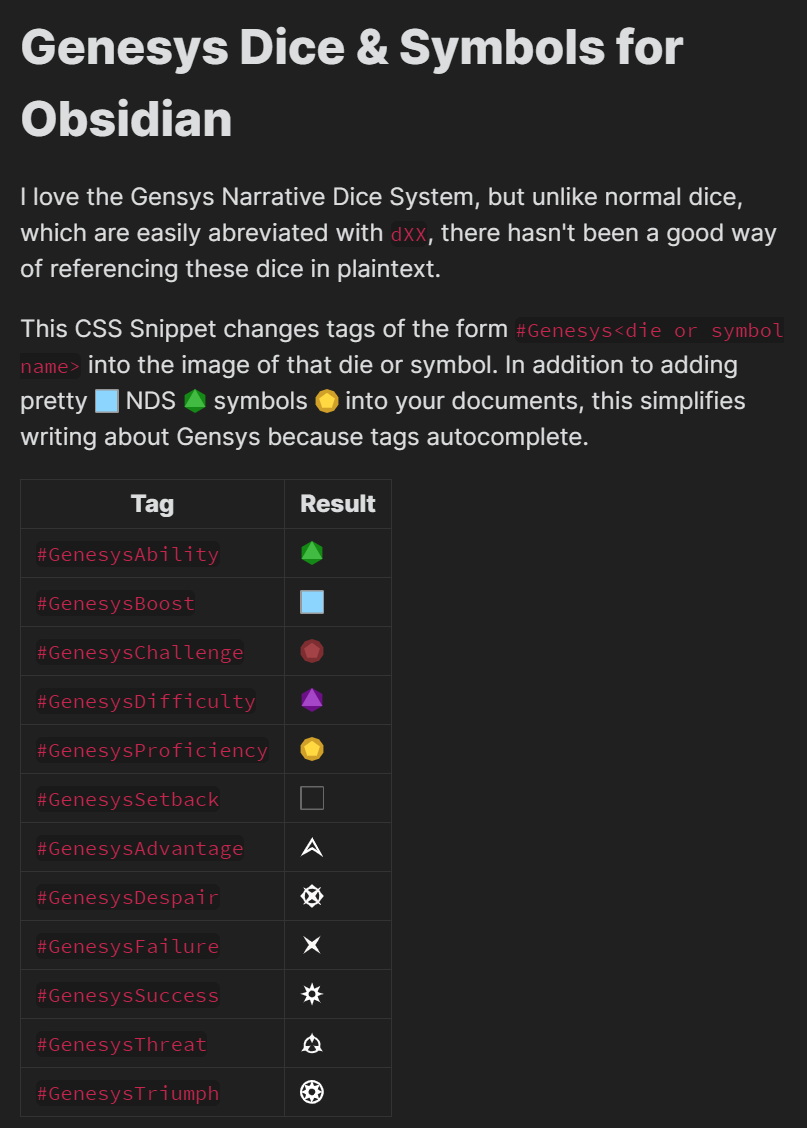 Genesys Dice & Symbols for
Obsidian
I love the Gensys Narrative Dice System, but unlike normal dice,
which are easily abreviated with dXX, there hasn't been a good way
of referencing these dice in plaintext.
This CSS Snippet changes tags of the form #Genesys<die or symbol
name> into the image of that die or symbol. In addition to adding
pretty NDS symbols into your documents, this simplifies
writing about Gensys because tags autocomplete.
Tag Result
#GenesysAbility
#GenesysBoost
#GenesysChallenge
#GenesysDifficulty
#GenesysProficiency
#GenesysSetback
#GenesysAdvantage
#GenesysDespair
#GenesysFailure
#GenesysSuccess
#GenesysThreat
#GenesysTriumph